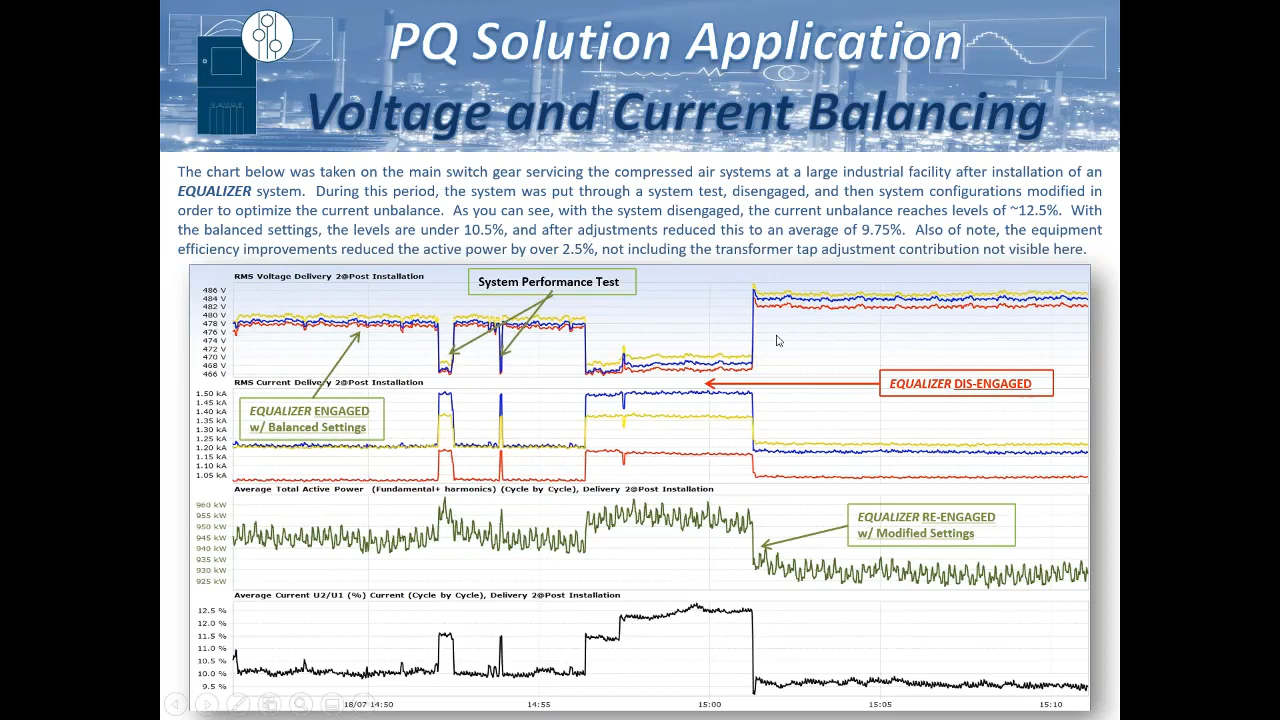 PQ Solution Application
Voltage and Current Balancing
The chart below was taken on the main switch gear servicing the compressed air systems at a large industrial facility after installation of an
EQUALIZER system. During this period, the system was put through a system test, disengaged, and then system configurations modified in
order to optimize the current unbalance. As you can see, with the system disengaged, the current unbalance reaches levels of ~12.5%. With
the balanced settings, the levels are under 10.5%, and after adjustments reduced this to an average of 9.75%. Also of note, the equipment
efficiency improvements reduced the active power by over 2.5%, not including the transformer tap adjustment contribution not visible here.
RMS Voltage Delivery 2@Post Installation
System Performance Test
486 V
484 V
482 V
480 V
478 V
476 V
474 V
472 V
470 V
468 V
466 V
RMS Current Delivery 2@Post Installation
EQUALIZER DIS-ENGAGED
1.50 kA
1.45 kA
1.40 kA
1.35 kA
1.30 kA
1.25 kA
1.20 kA
1.15 kA
1.10 kA
1.05 kA
EQUALIZER ENGAGED
w/ Balanced Settings
Average Total Active Power (Fundamental+ harmonics) (Cycle by Cycle), Delivery 2@Post Installation
960 kW
955 kW
950 kW
945 kW
940 kW
935 kW
930 kW
925 kW
EQUALIZER RE-ENGAGED
w/ Modified Settings
Average Current U2/U1 (%) Current (Cycle by Cycle), Delivery 2@Post Installation
12.5 %
12.0 %
11.5 %
11.0 %
10.5 %
10.0 %
9.5 %
18/07 14:50
14:55
15:00
15:05
15:10